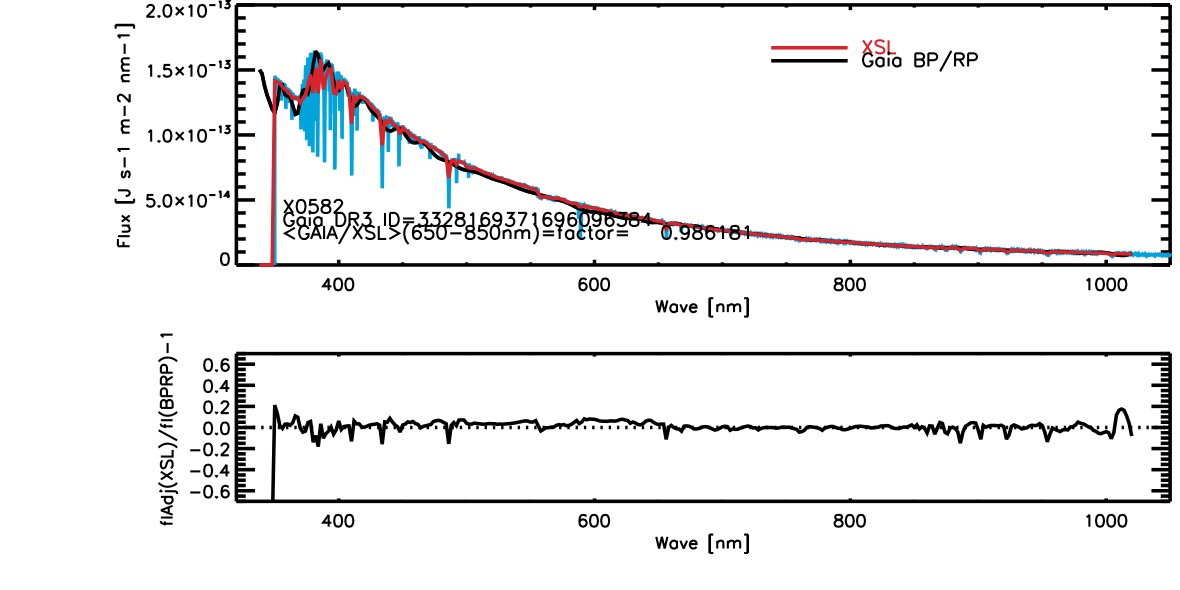 2.0×10−13
1.5×10−13
1.0×10−13
5.0×10−14
0
Flux [J s−1 m−2 nm−1]
XSL
Gaia BP/RP
X0582
Gaia DR3 ID=3328169371696096384
<GAIA/XSL>(650−850nm)=factor= 0.986181
400 600 800 1000
Wave [nm]
flAdj(XSL)/fl(BPRP)−1
0.6
0.4
0.2
0.0
−0.2
−0.4
−0.6
400 600 800 1000
Wave [nm]